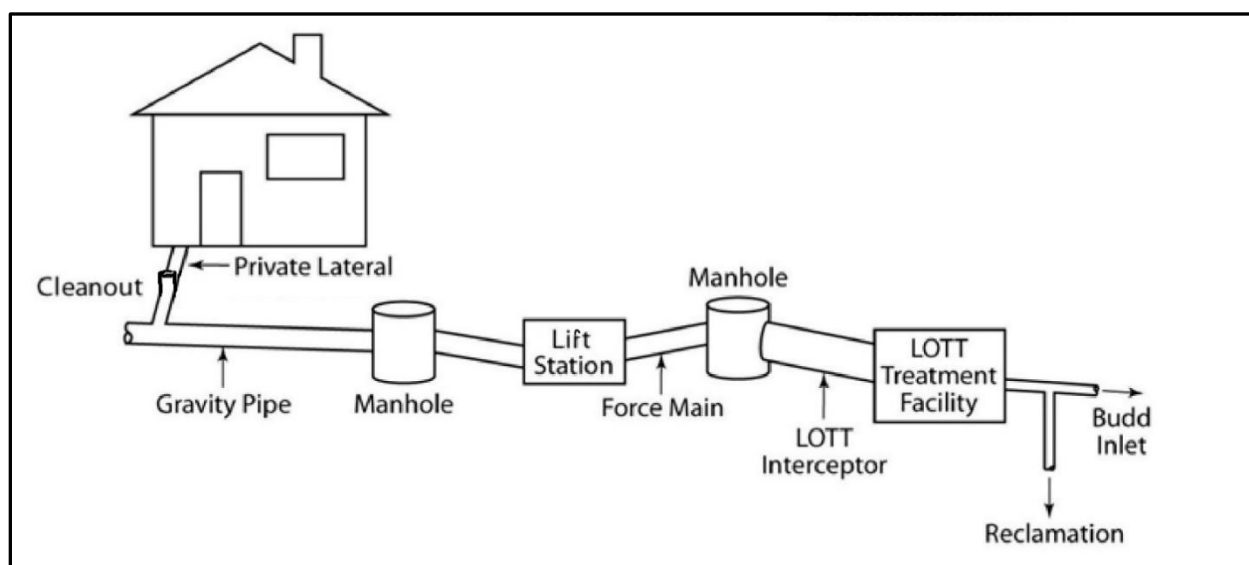 Cleanout
Private Lateral
Gravity Pipe
Manhole
Lift
Station
Force Main
Manhole
LOTT
Interceptor
LOTT
Treatment
Facility
Budd
Inlet
Reclamation